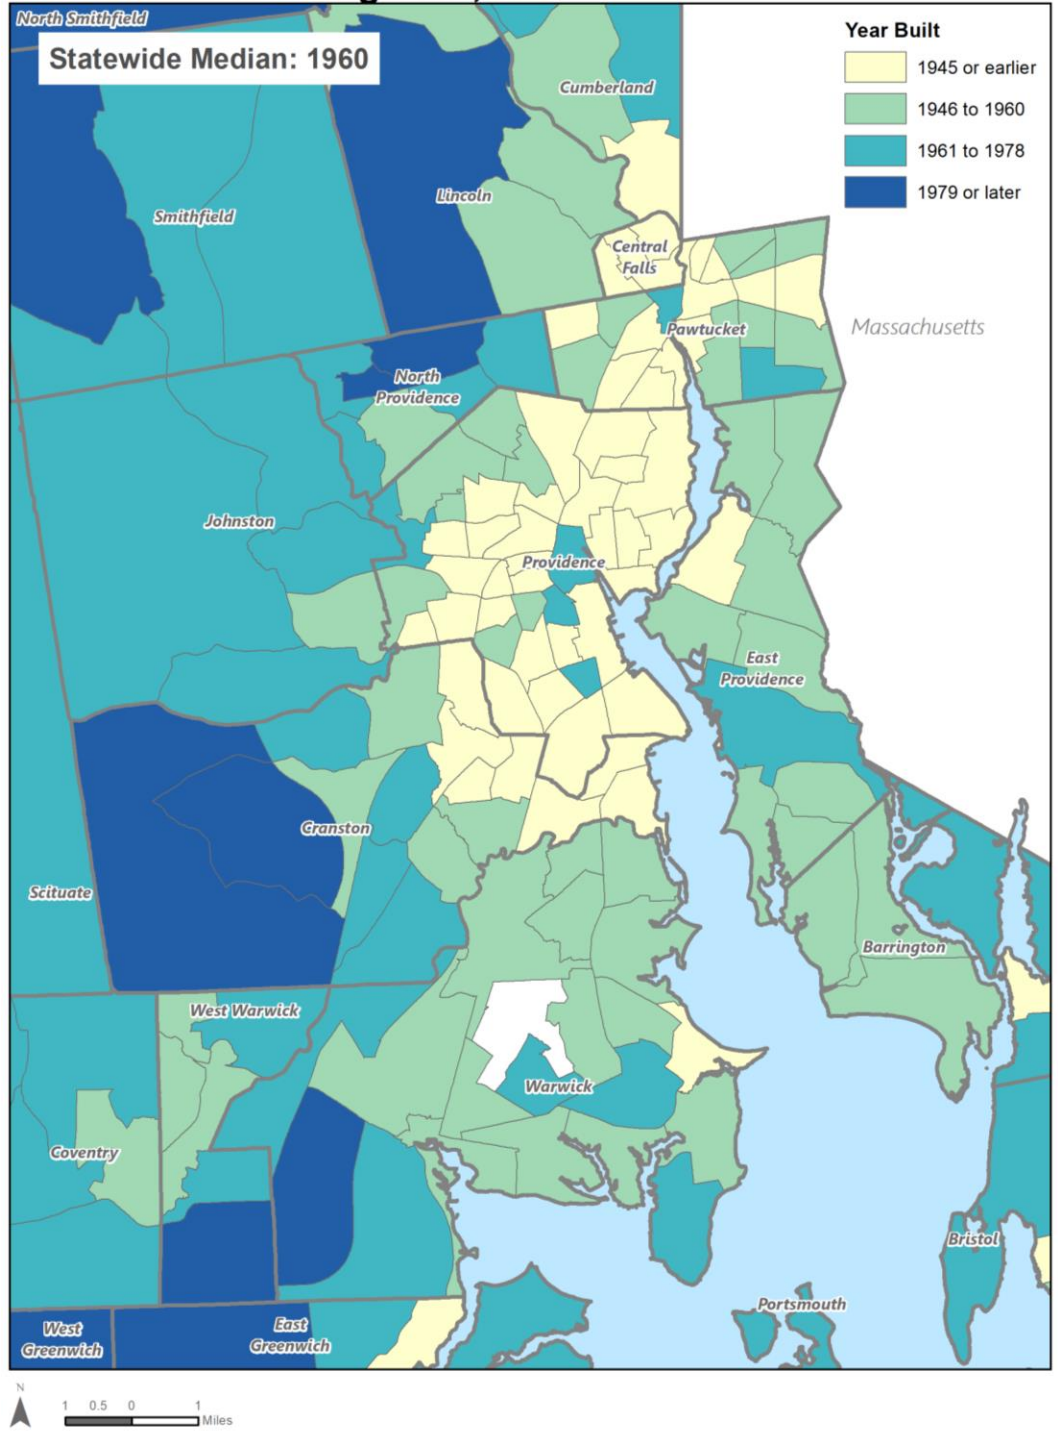 North Smithfield
Statewide Median: 1960
Year Built
1945 or earlier
1946 to 1960
1961 to 1978
1979 or later
Cumberland
Lincoln
Smithfield
Central
Falls
Massachusetts
Pawtucket
North
Providence
Johnston
Providence
East
Providence
Cranston
Scituate
Barrington
West Warwick
Warwick
Coventry
Bristol
Portsmouth
West
Greenwich
East
Greenwich
N
1 0.5 0 1
Miles